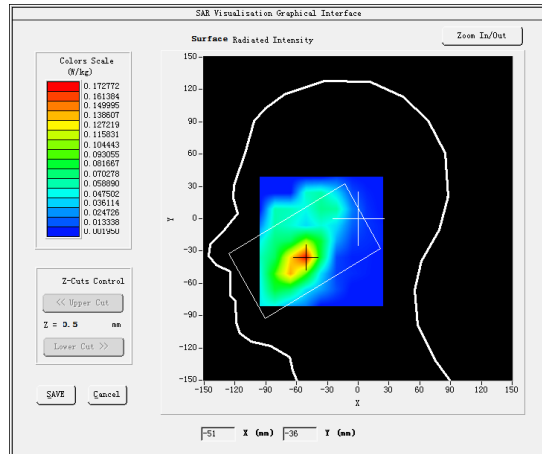 SAR Visualisation Graphical Interface
Surface Radiated Intensity
Zoom In/Out
Colors Scale
(W/kg)
0.172772
0.161384
0.149995
0.138607
0.127219
0.115831
0.104443
0.093055
0.081667
0.070278
0.058890
0.047502
0.036114
0.024726
0.013338
0.001950
Z-Cuts Control
<< Upper Cut
Z = 0.5 mm
Lower Cut >>
SAVE Cancel
150
120
90
60
30
0
-30
-60
-90
-120
-150
Y
-150 -120 -90 -60 -30 0 30 60 90 120 150
X
-51 X (mm) -36 Y (mm)